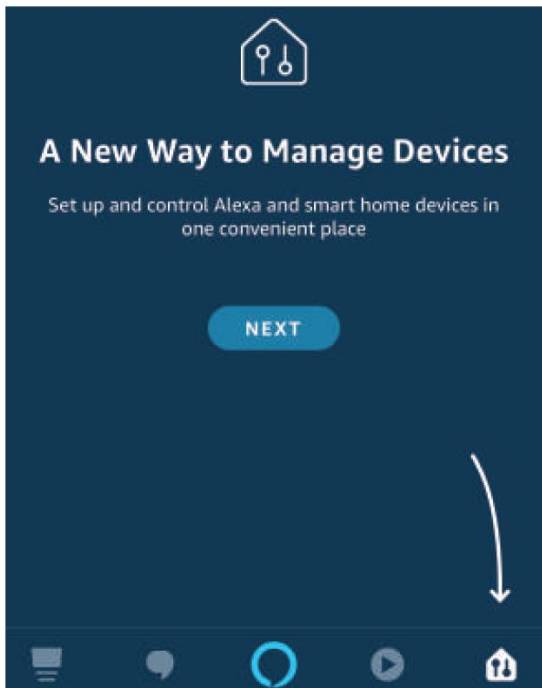 A New Way to Manage Devices
Set up and control Alexa and smart home devices in
one convenient place
NEXT